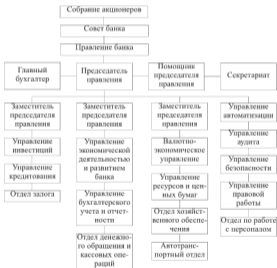 Собрание акционеров
Совет банка
Правление банка
Главный
бухгалтер
Председатель
правления
Помощник
председателя
правления
Секретариат
Заместитель
председателя
правления
Управление
инвестиций
Управление
кредитования
Отдел залога
Заместитель
председателя
правления
Управление
экономической
деятельностью
и развитием
банка
Управление
бухгалтерского
учета и отчет-
ности
Отдел денежно-
го обращения и
кассовых опе-
раций
Заместитель
председателя
правления
Валютно-
экономическое
управление
Управление
ресурсов и цен-
ных бумаг
Отдел хозяйст-
венного обеспе-
чения
Автотранс-
портный отдел
Управление
автоматизации
Управление
аудита
Управление
безопасности
Управление
правовой
работы
Отдел по работе
с персоналом